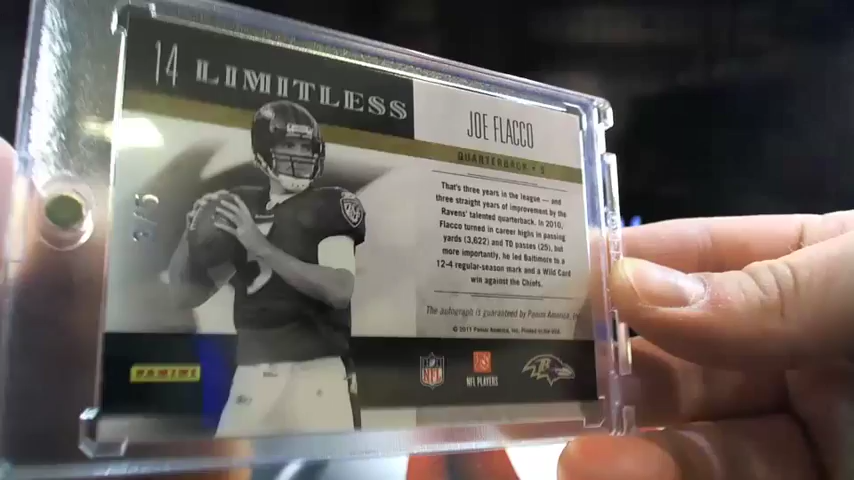 14 LIMITLESS
JOE FLACCO
QUARTERBACK • 5
That's three years in the league — and
three straight years of improvement by the
Ravens' talented quarterback. In 2010,
Flacco turned in career highs in passing
yards (3,622) and TD passes (25), but
more importantly, he led Baltimore to a
12-4 regular-season mark and a Wild Card
win against the Chiefs.
The autograph is guaranteed by Panini America,
© 2011 Panini America, Inc. Printed in the USA.
PANINI
NFL
NFL PLAYERS